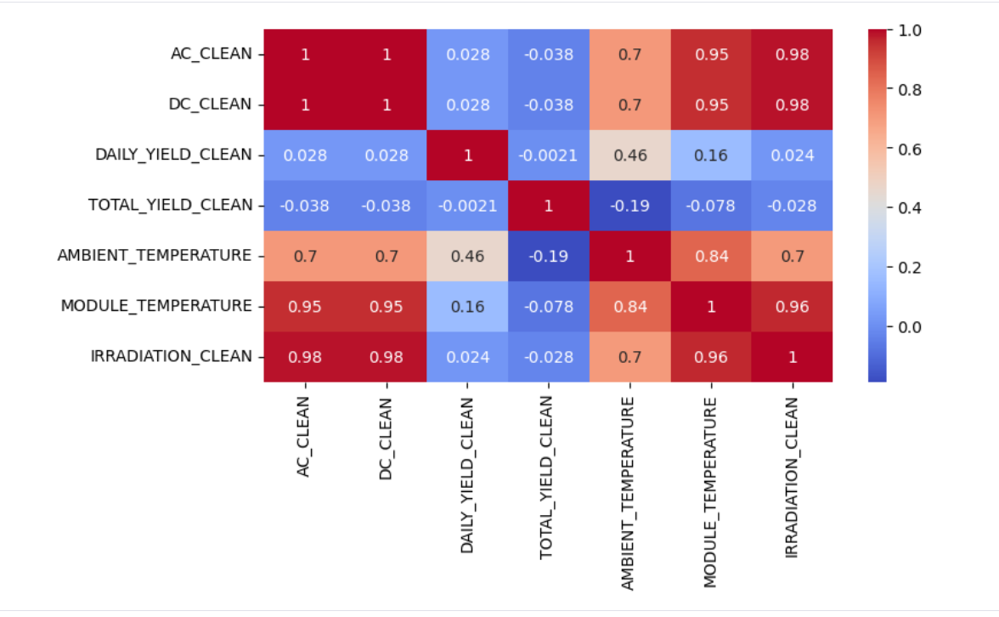 AC_CLEAN 1 1 0.028 -0.038 0.7 0.95 0.98
DC_CLEAN 1 1 0.028 -0.038 0.7 0.95 0.98
DAILY_YIELD_CLEAN 0.028 0.028 1 -0.0021 0.46 0.16 0.024
TOTAL_YIELD_CLEAN -0.038 -0.038 -0.0021 1 -0.19 -0.078 -0.028
AMBIENT_TEMPERATURE 0.7 0.7 0.46 -0.19 1 0.84 0.7
MODULE_TEMPERATURE 0.95 0.95 0.16 -0.078 0.84 1 0.96
IRRADIATION_CLEAN 0.98 0.98 0.024 -0.028 0.7 0.96 1
AC_CLEAN
DC_CLEAN
DAILY_YIELD_CLEAN
TOTAL_YIELD_CLEAN
AMBIENT_TEMPERATURE
MODULE_TEMPERATURE
IRRADIATION_CLEAN
1.0
0.8
0.6
0.4
0.2
0.0